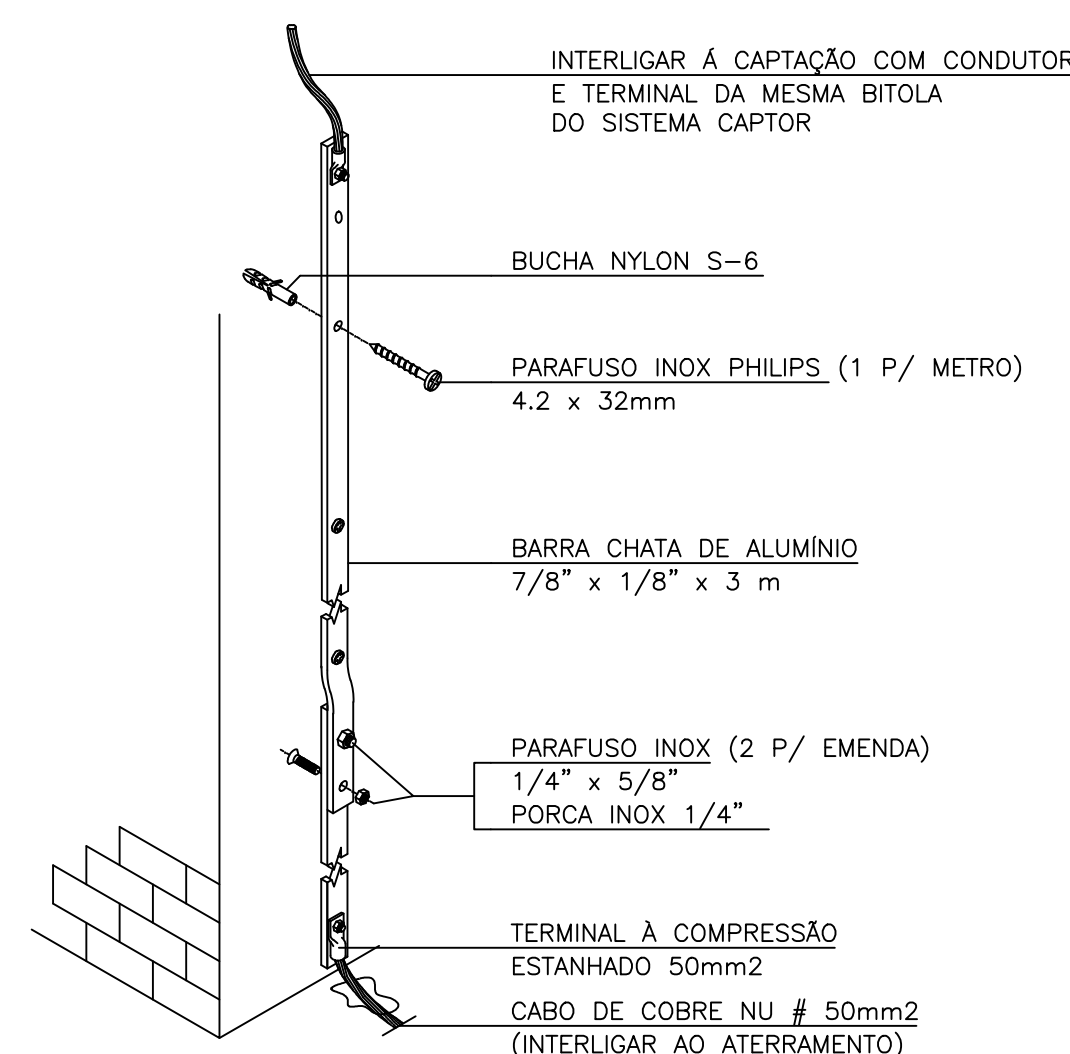 INTERLIGAR Á CAPTAÇÃO COM CONDUTOR
E TERMINAL DA MESMA BITOLA
DO SISTEMA CAPTOR
BUCHA NYLON S-6
PARAFUSO INOX PHILIPS (1 P/ METRO)
4.2 x 32mm
BARRA CHATA DE ALUMÍNIO
7/8" x 1/8" x 3 m
PARAFUSO INOX (2 P/ EMENDA)
1/4" x 5/8"
PORCA INOX 1/4"
TERMINAL À COMPRESSÃO
ESTANHADO 50mm2
CABO DE COBRE NU # 50mm2
(INTERLIGAR AO ATERRAMENTO)